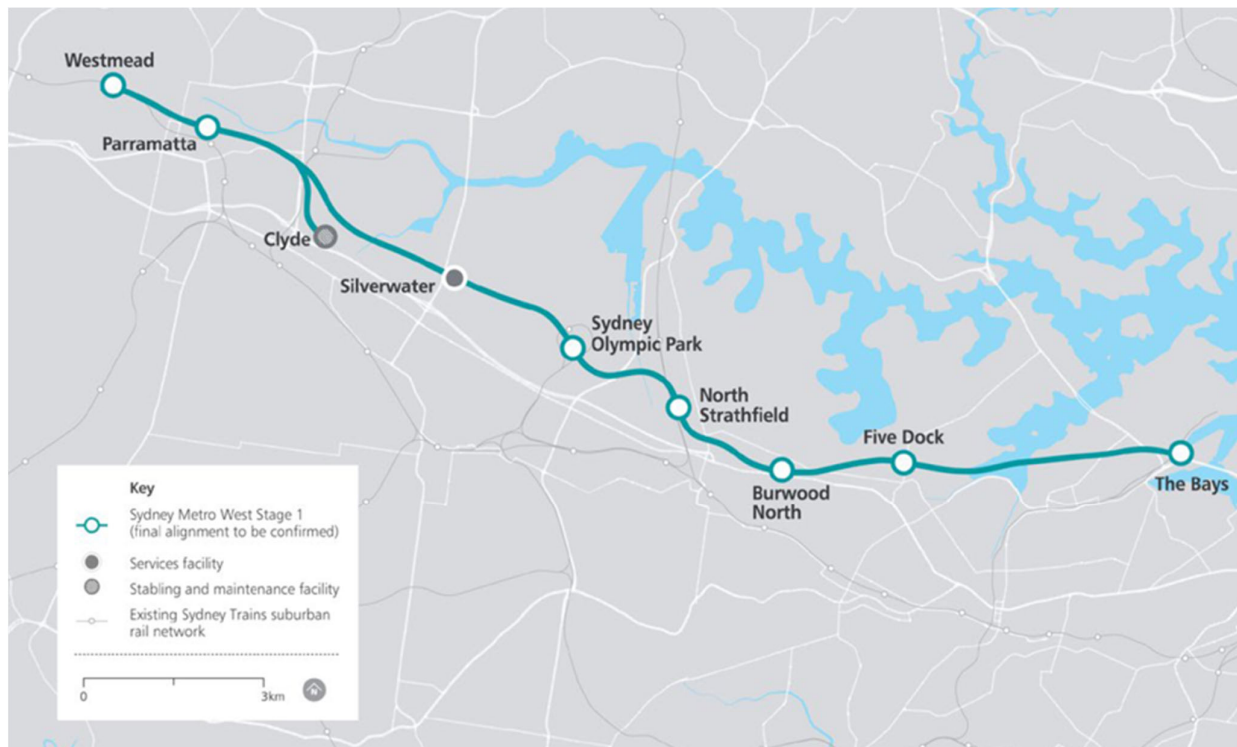 Westmead
Parramatta
Clyde
Silverwater
Sydney
Olympic Park
North
Strathfield
Five Dock
Burwood
North
The Bays
Key
Sydney Metro West Stage 1
(final alignment to be confirmed)
Services facility
Stabling and maintenance facility
Existing Sydney Trains suburban
rail network
0 3km
N